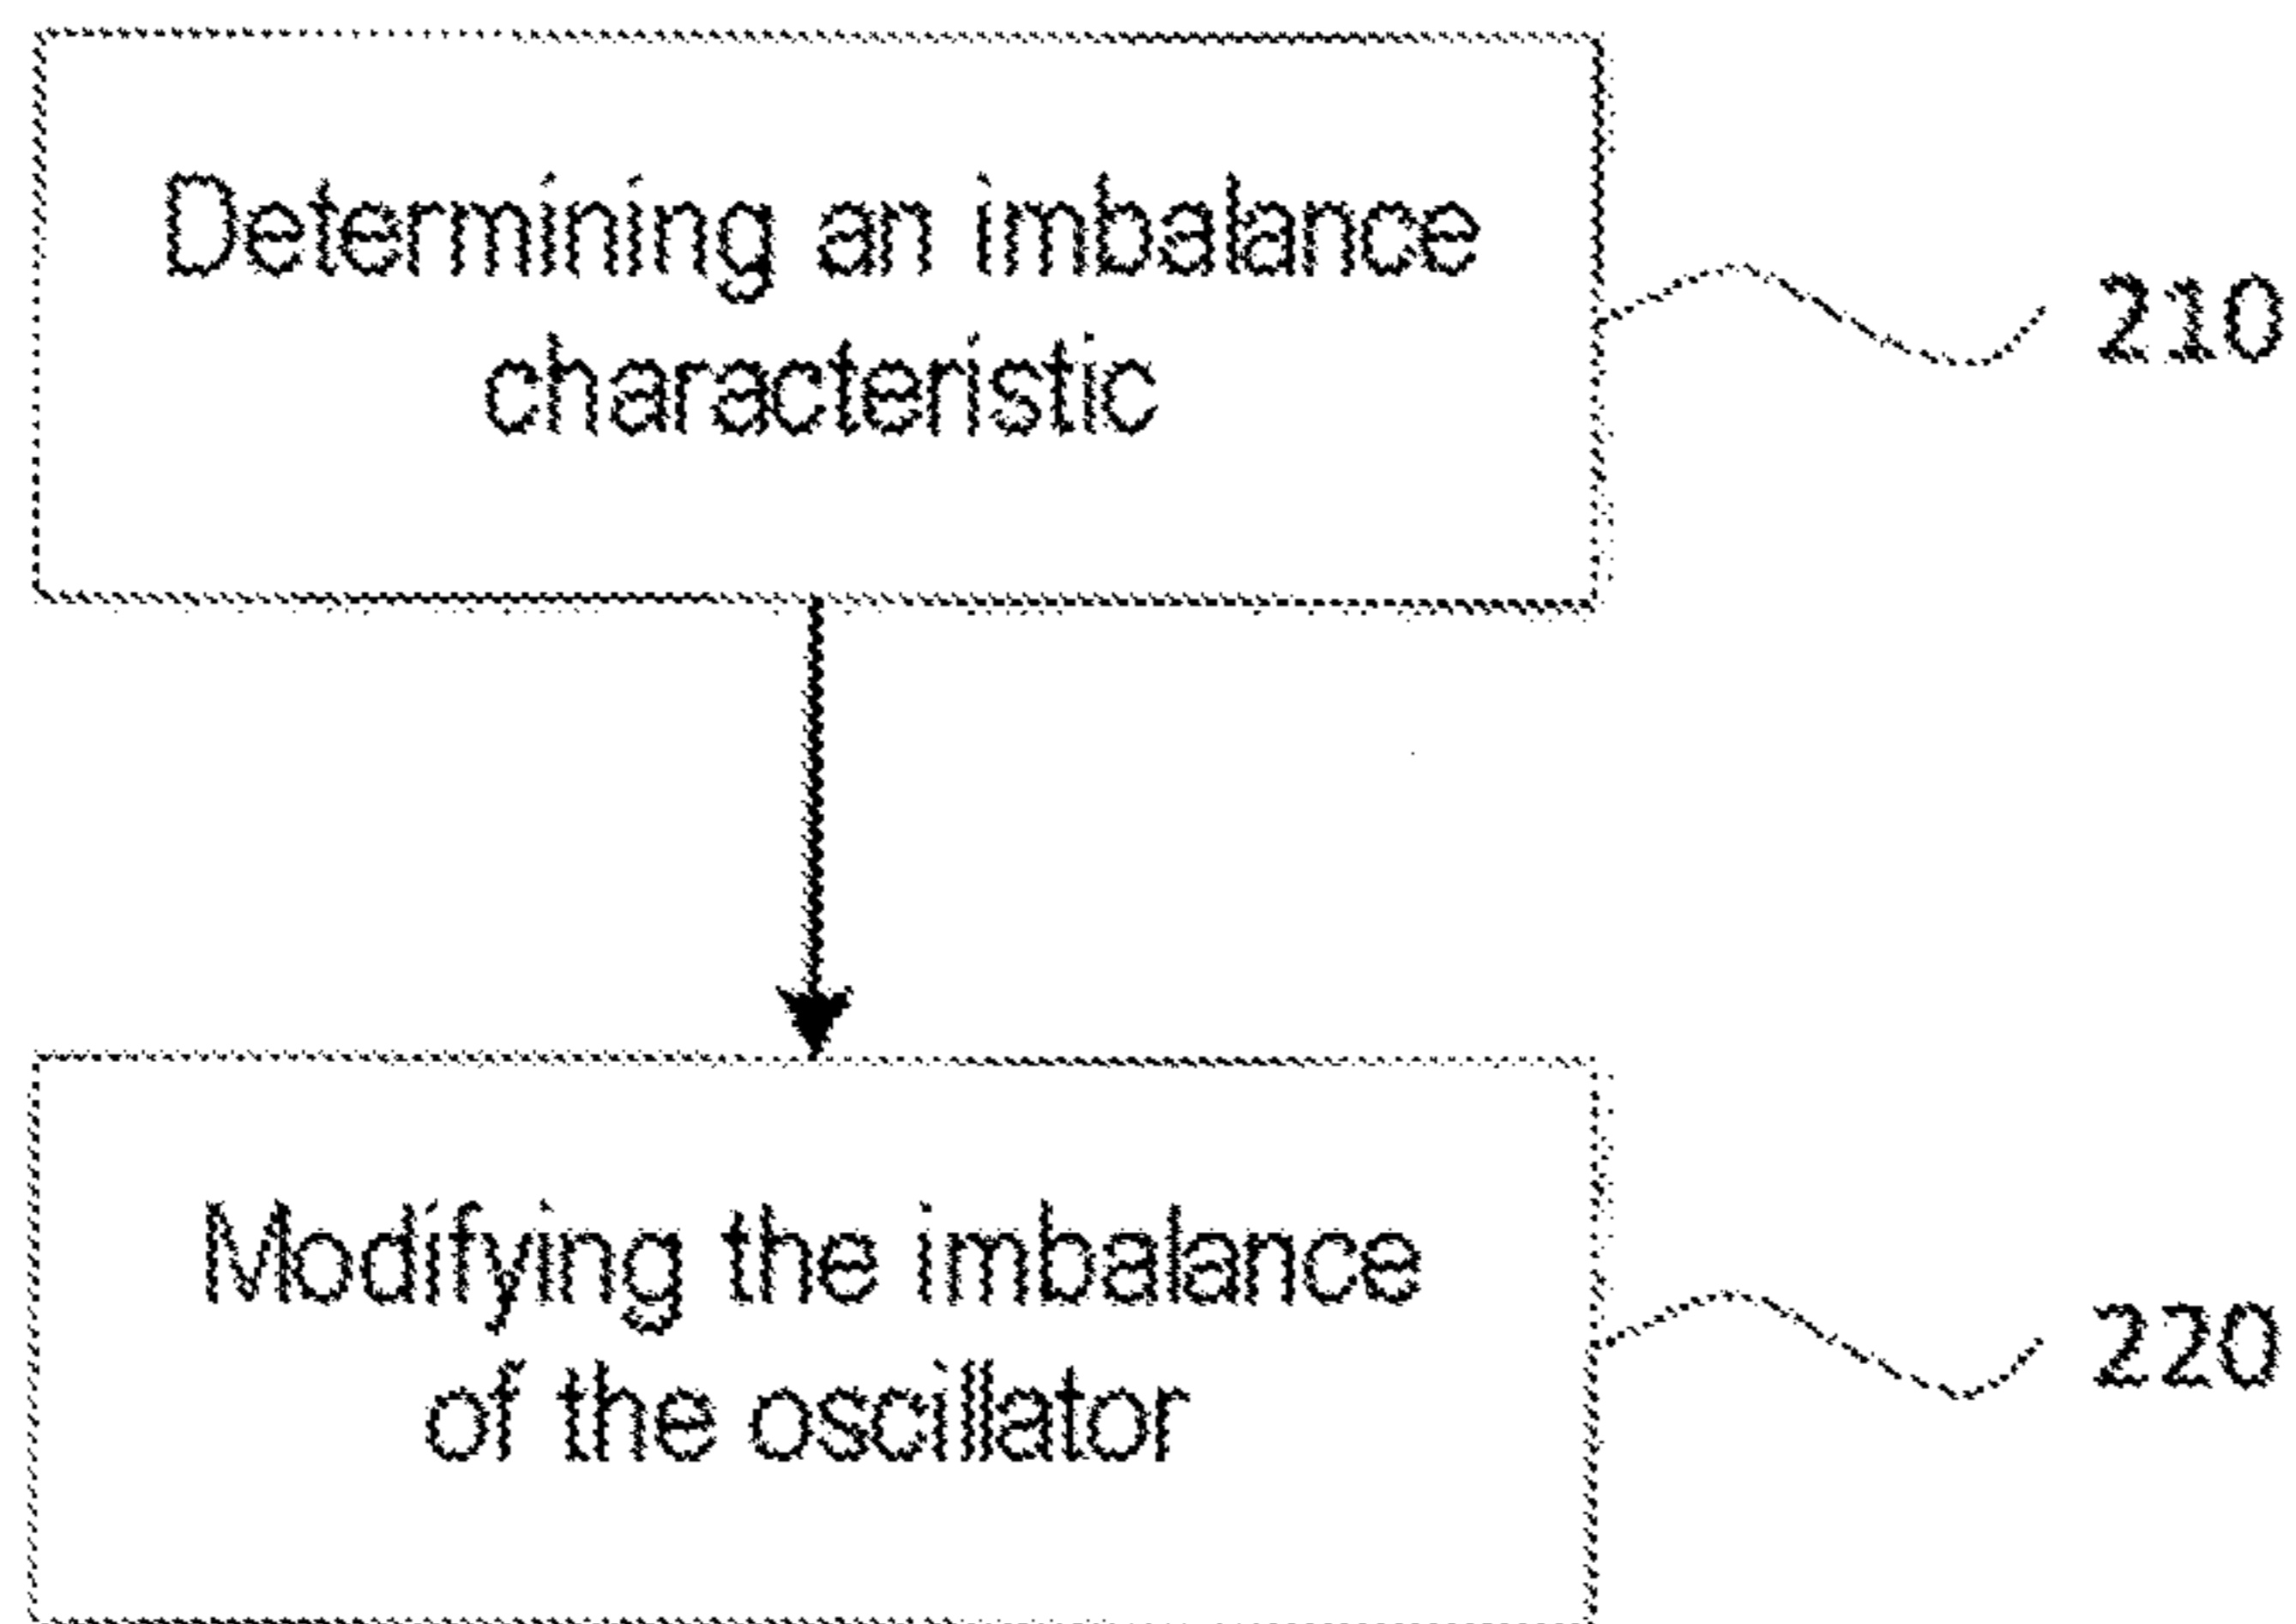 Determining an imbalance
characteristic
210
Modifying the imbalance
of the oscillator
220